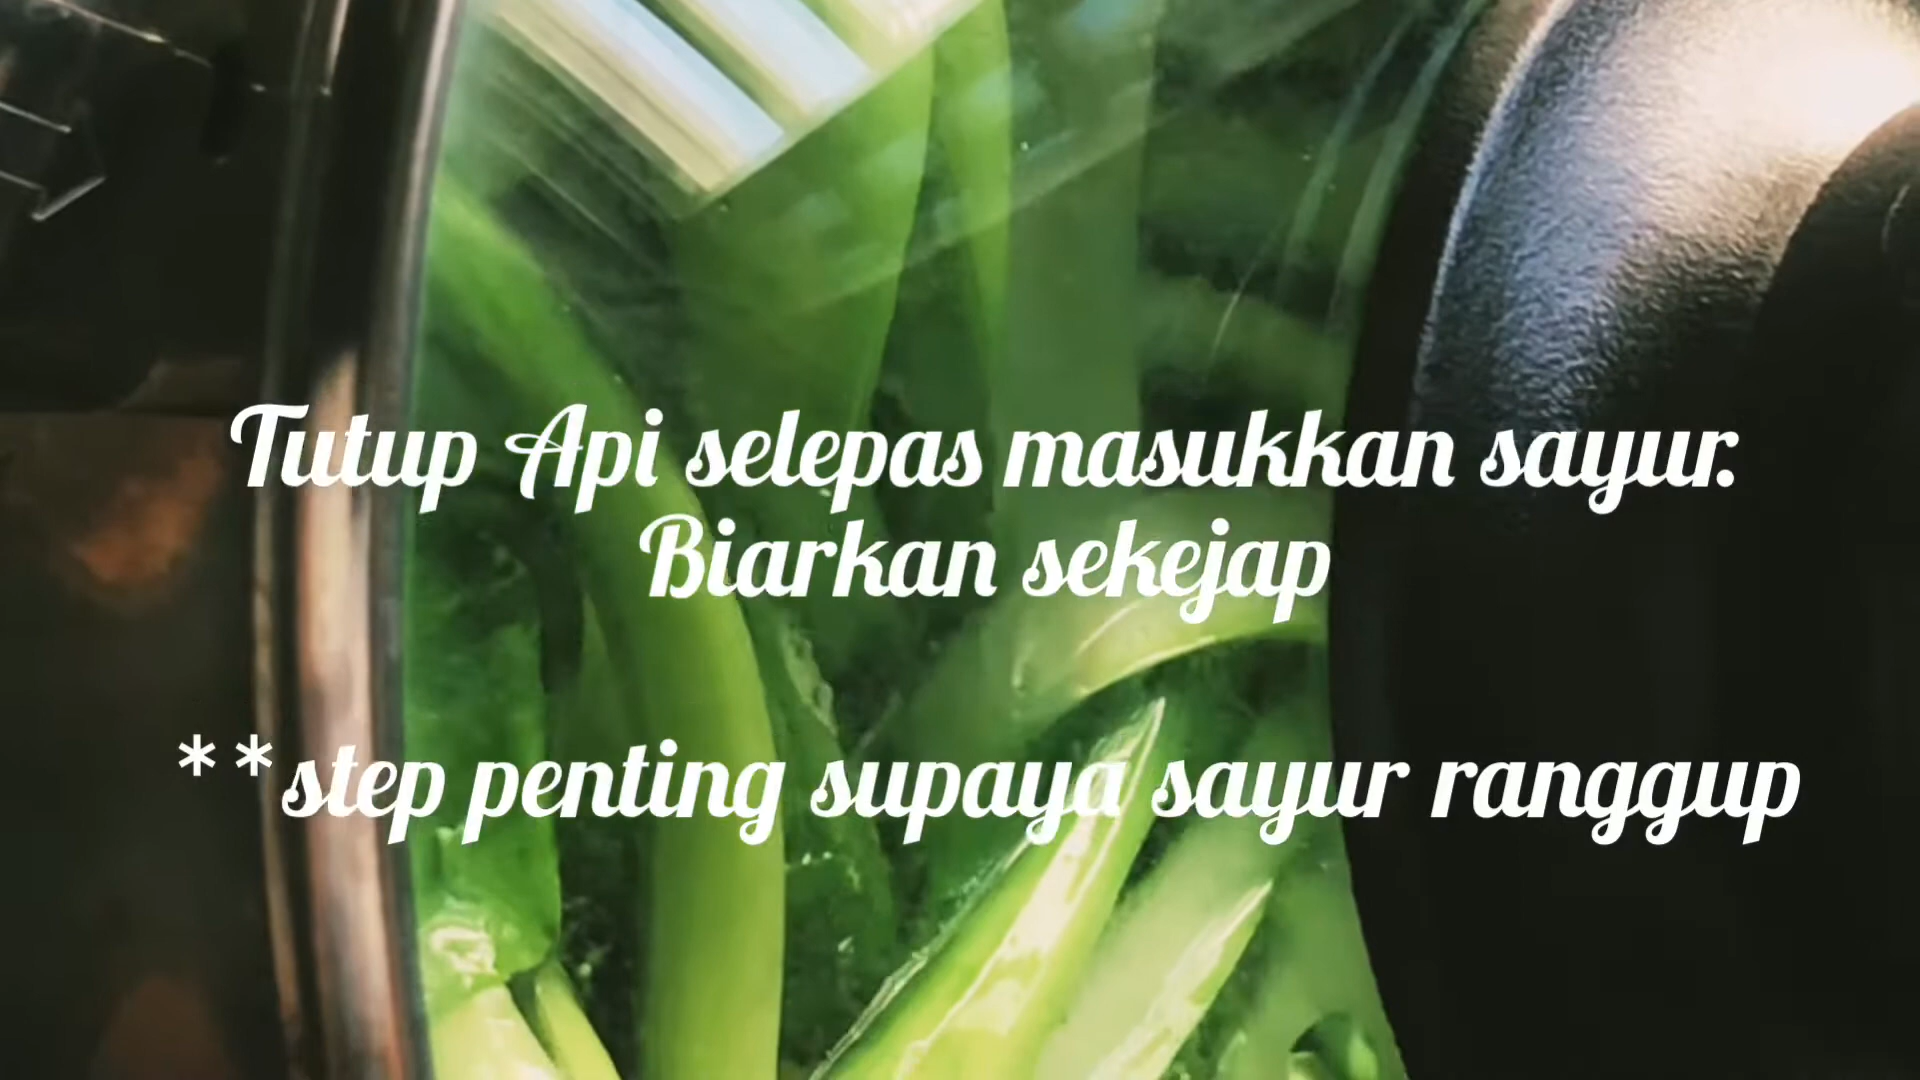 Tutup Api selepas masukkan sayur.
Biarkan sekejap
**step penting supaya sayur ranggup